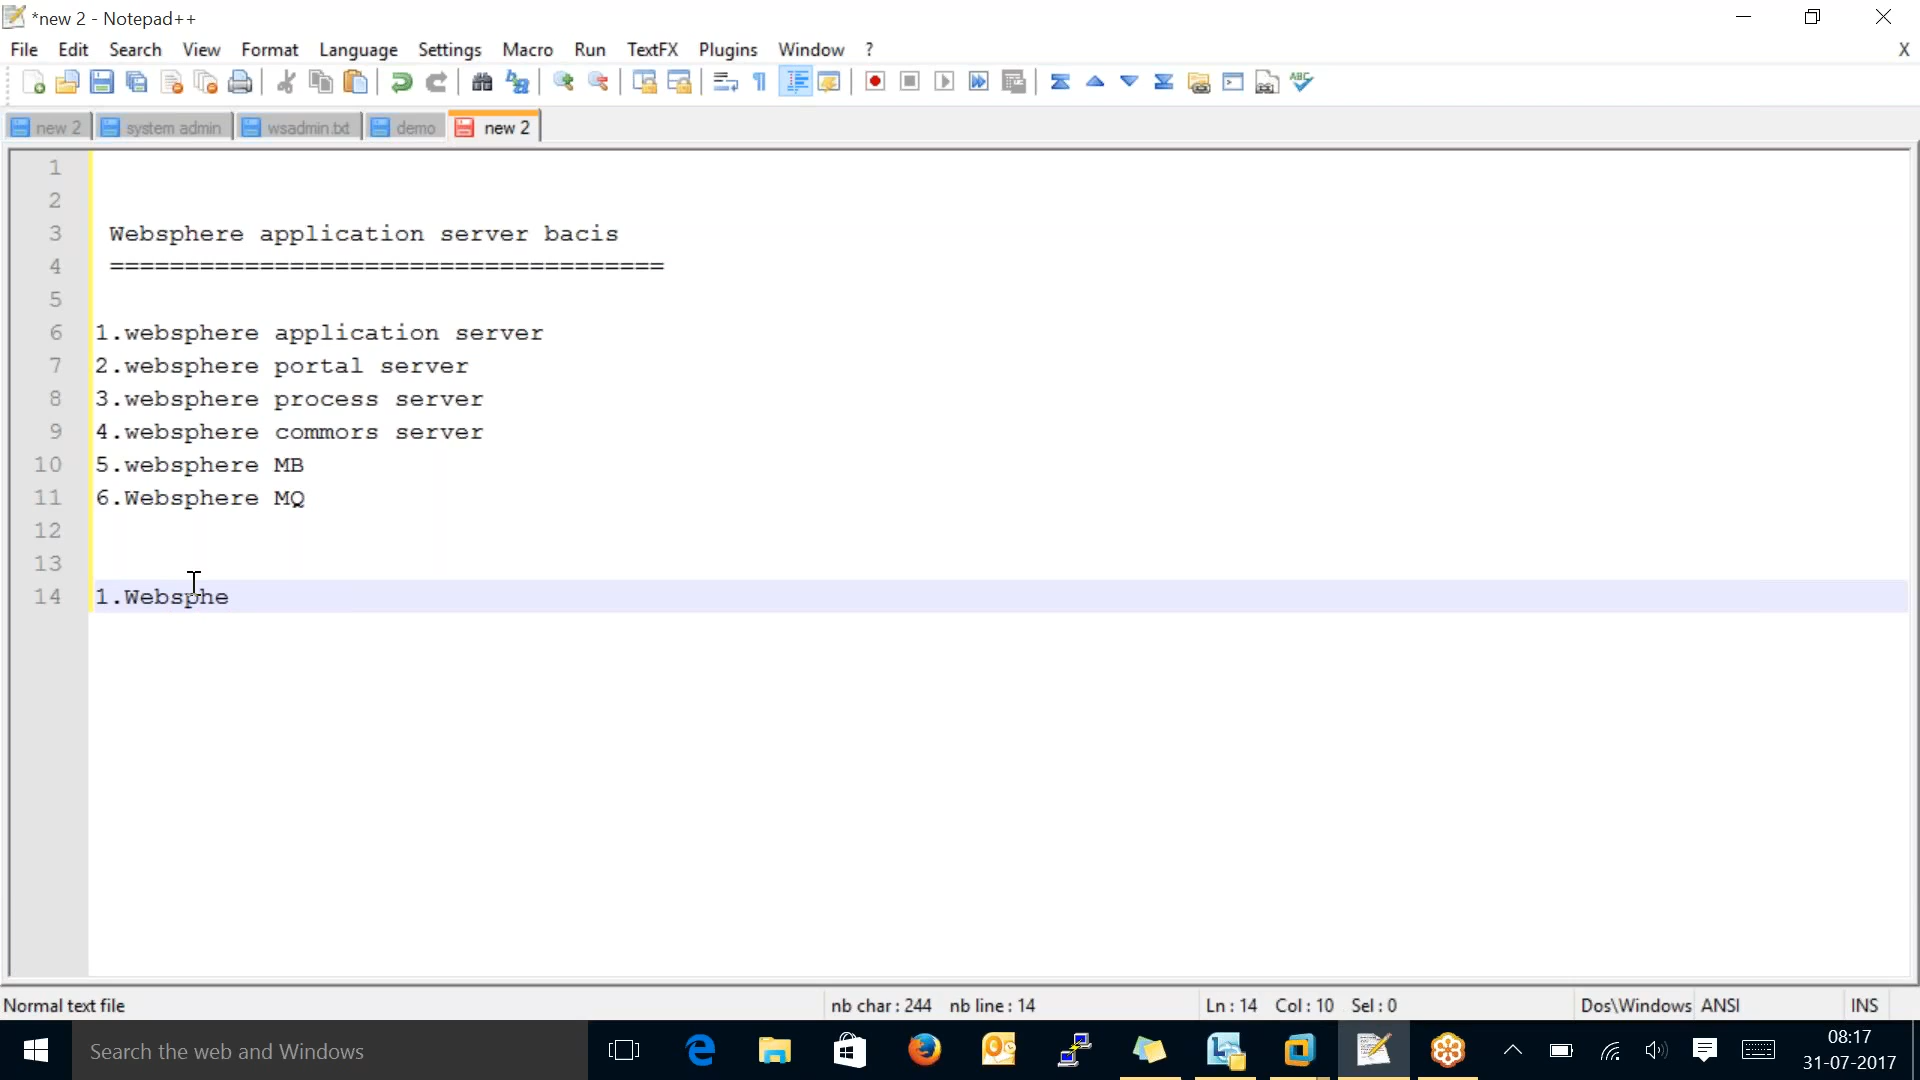 *new 2 - Notepad++
File Edit Search View Format Language Settings Macro Run TextFX Plugins Window ? X
new 2 system admin wsadmin.txt demo new 2
1
2
3 Websphere application server bacis
4 =====================================
5
6 1.websphere application server
7 2.websphere portal server
8 3.websphere process server
9 4.websphere commors server
10 5.websphere MB
11 6.Websphere MQ
12
13
14 1.Websphe
Normal text file nb char : 244 nb line : 14 Ln : 14 Col : 10 Sel : 0 Dos\Windows ANSI INS
Search the web and Windows 08:17
31-07-2017